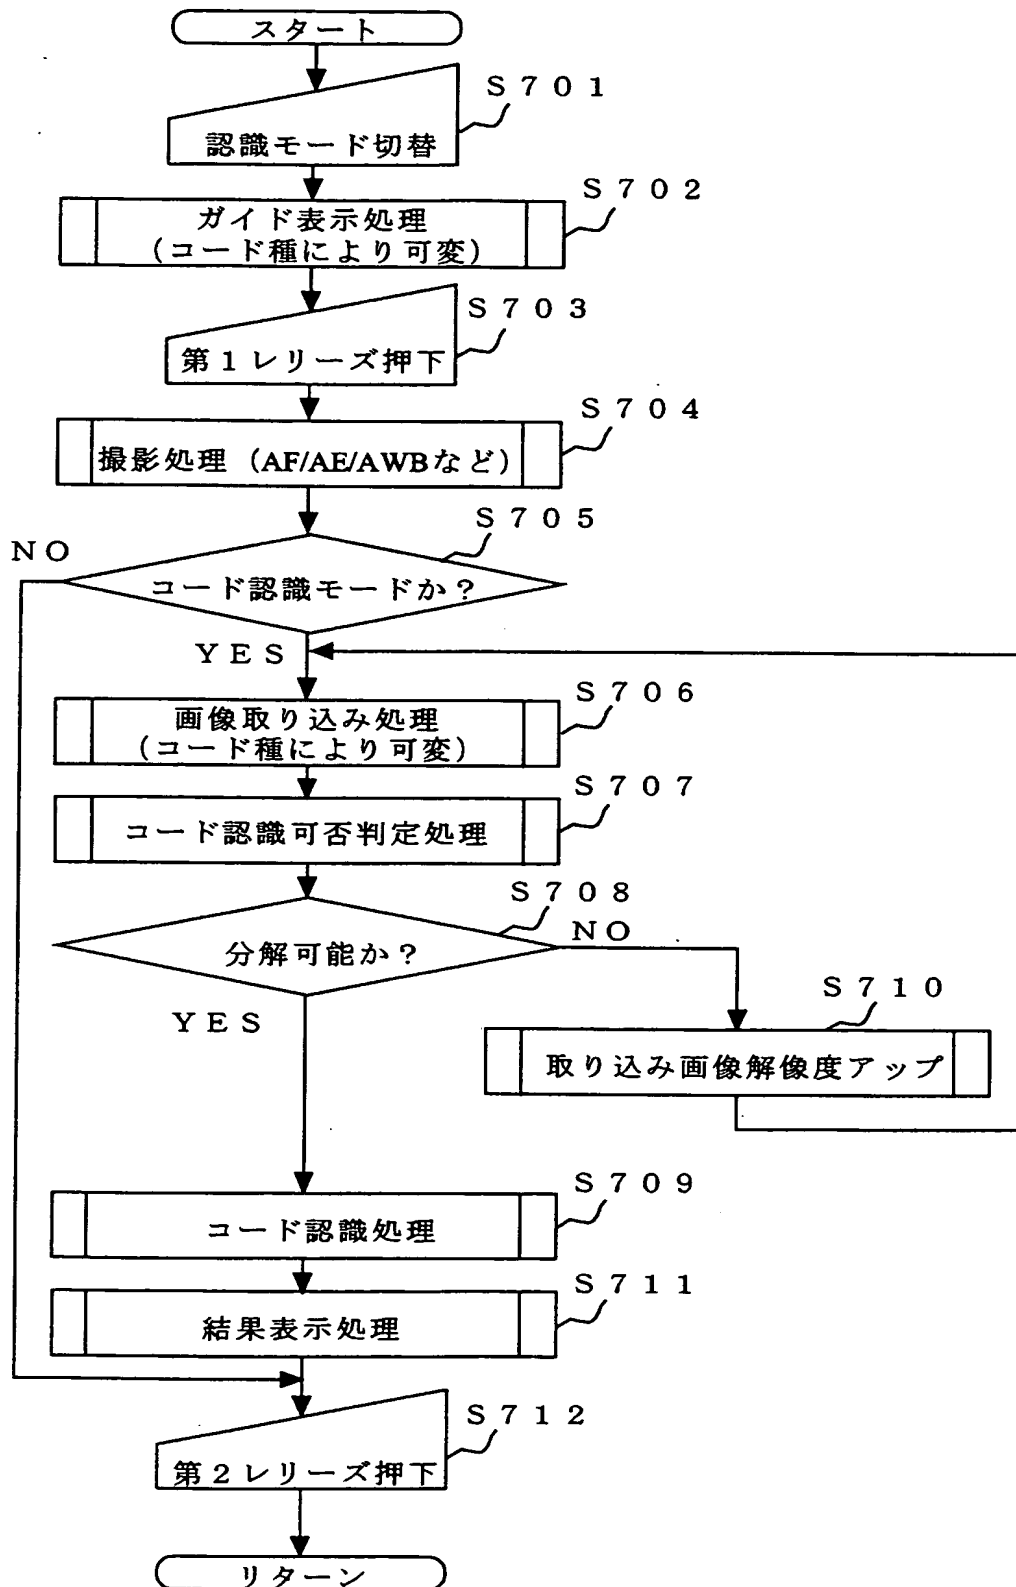 スタート
S701
認識モード切替
S702
ガイド表示処理
(コード種により可変)
S703
第1レリーズ押下
S704
撮影処理 (AF/AE/AWBなど)
S705
NO
コード認識モードか?
YES
S706
画像取り込み処理
(コード種により可変)
S707
コード認識可否判定処理
S708
NO
分解可能か?
YES
S710
取り込み画像解像度アップ
S709
コード認識処理
S711
結果表示処理
S712
第2レリーズ押下
リターン